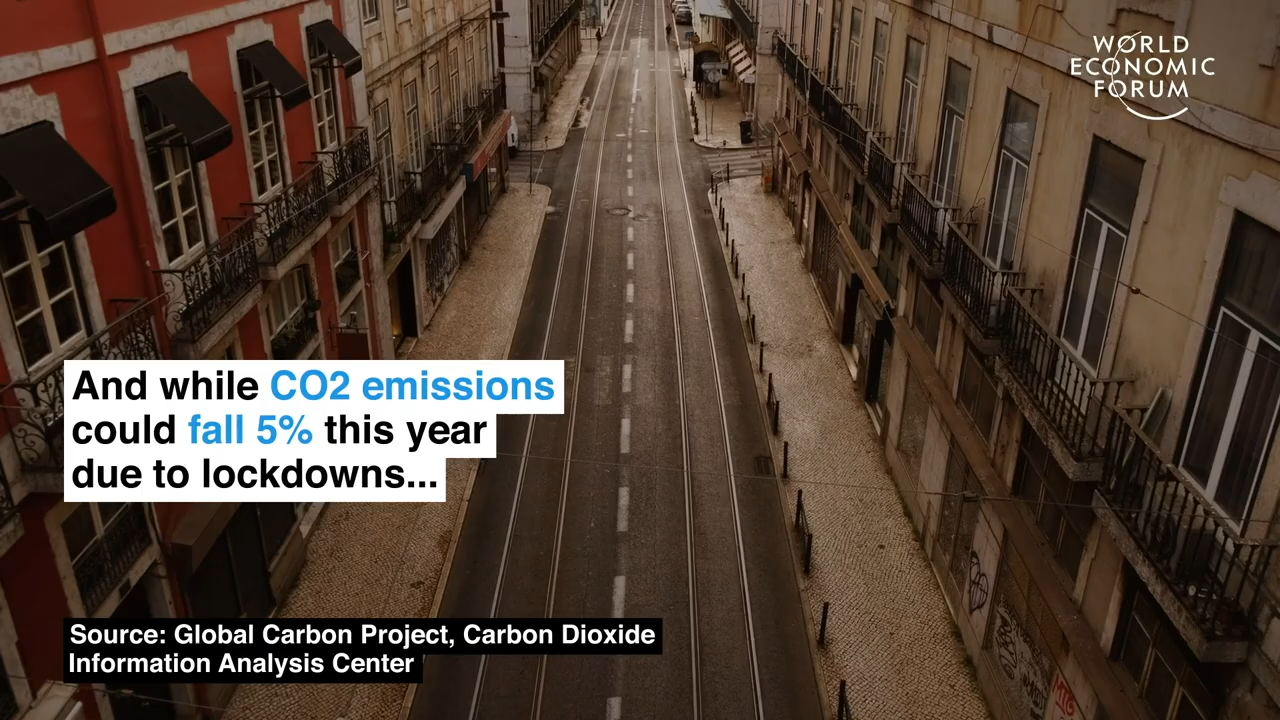 WORLD
ECONOMIC
FORUM
And while CO2 emissions
could fall 5% this year
due to lockdowns...
Source: Global Carbon Project, Carbon Dioxide
Information Analysis Center